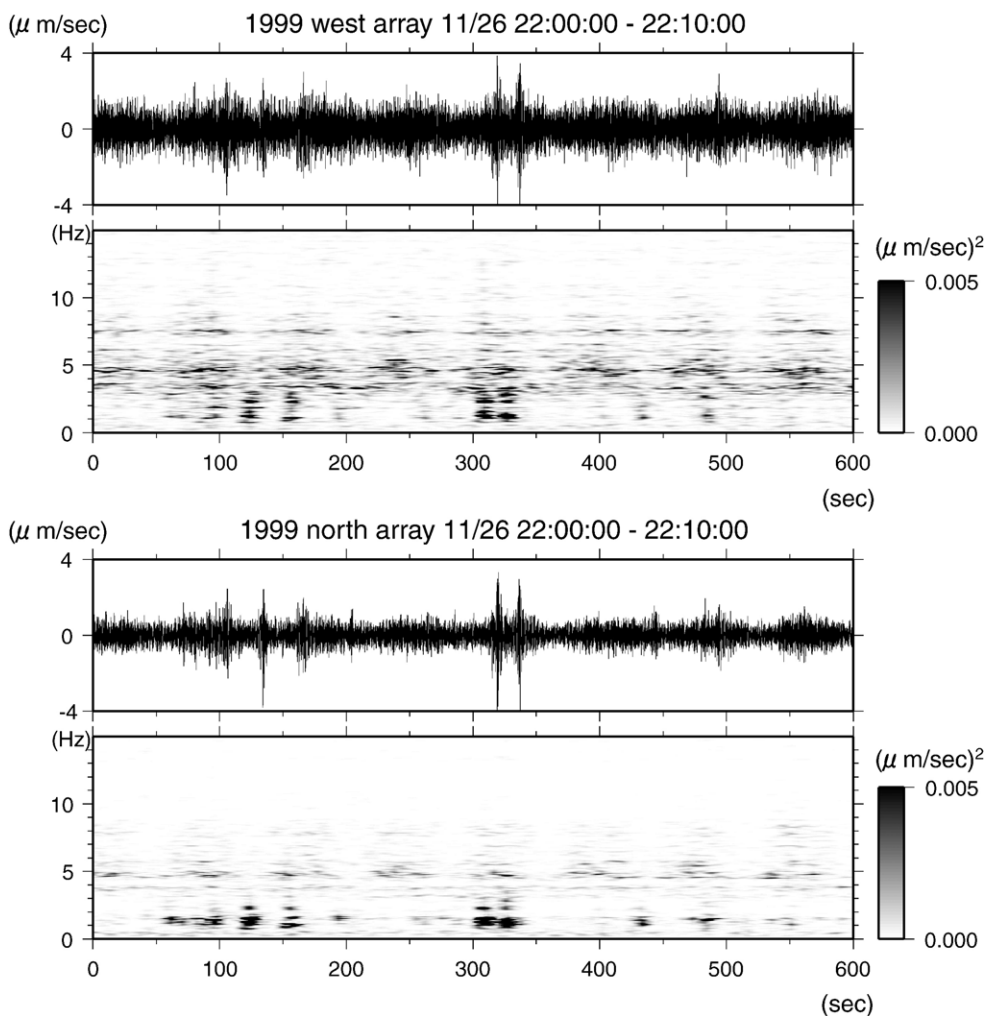 (μ m/sec)
1999 west array 11/26 22:00:00 - 22:10:00
4
0
-4
(Hz)
10
5
0
0 100 200 300 400 500 600
(sec)
(μ m/sec)²
0.005
0.000
(μ m/sec)
1999 north array 11/26 22:00:00 - 22:10:00
4
0
-4
(Hz)
10
5
0
0 100 200 300 400 500 600
(sec)
(μ m/sec)²
0.005
0.000